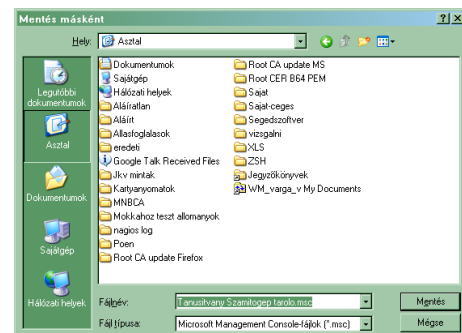 Mentés másként
Hely:
Asztal
Legutóbbi
dokumentumok
Asztal
Dokumentumok
Sajátgép
Hálózati helyek
Dokumentumok
Sajátgép
Hálózati helyek
Aláíratlan
Aláírt
Allasfoglalasok
eredeti
Google Talk Received Files
Jkv mintak
Kartyanyomatok
MNBCA
Mokkahoz teszt allomanyok
nagios log
Poen
Root CA update Firefox
Root CA update MS
Root CER B64 PEM
Sajat
Sajat-ceges
Segedszoftver
vizsgalni
XLS
ZSH
Jegyzőkönyvek
WM_varga_v My Documents
Fájlnév:
Tanusitvany Szamitogep tarolo.msc
Mentés
Fájl típusa:
Microsoft Management Console-fájlok (*.msc)
Mégse